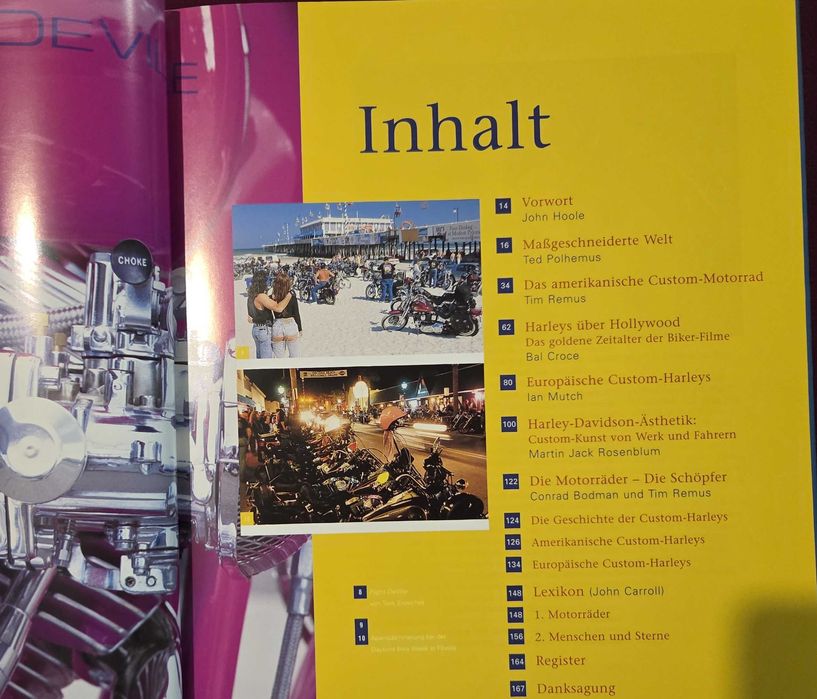 DEVILLE
CHOKE
Inhalt
14 Vorwort
John Hoole
16 Maßgeschneiderte Welt
Ted Polhemus
34 Das amerikanische Custom-Motorrad
Tim Remus
62 Harleys über Hollywood
Das goldene Zeitalter der Biker-Filme
Bal Croce
80 Europäische Custom-Harleys
Ian Mutch
100 Harley-Davidson-Ästhetik:
Custom-Kunst von Werk und Fahrern
Martin Jack Rosenblum
122 Die Motorräder – Die Schöpfer
Conrad Bodman und Tim Remus
124 Die Geschichte der Custom-Harleys
126 Amerikanische Custom-Harleys
134 Europäische Custom-Harleys
148 Lexikon (John Carroll)
148 1. Motorräder
156 2. Menschen und Sterne
164 Register
167 Danksagung
8
9
10